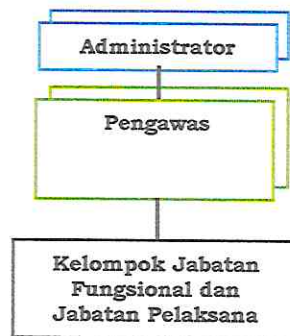 Administrator
Pengawas
Kelompok Jabatan
Fungsional dan
Jabatan Pelaksana